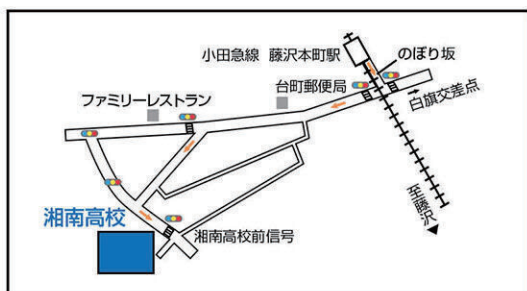 小田急線 藤沢本町駅
のぼり坂
台町郵便局
→
白旗交差点
ファミリーレストラン
至藤沢
湘南高校
湘南高校前信号